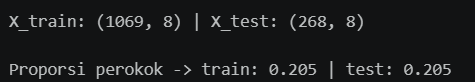 X_train: (1069, 8) | X_test: (268, 8)
Proporsi perokok -> train: 0.205 | test: 0.205